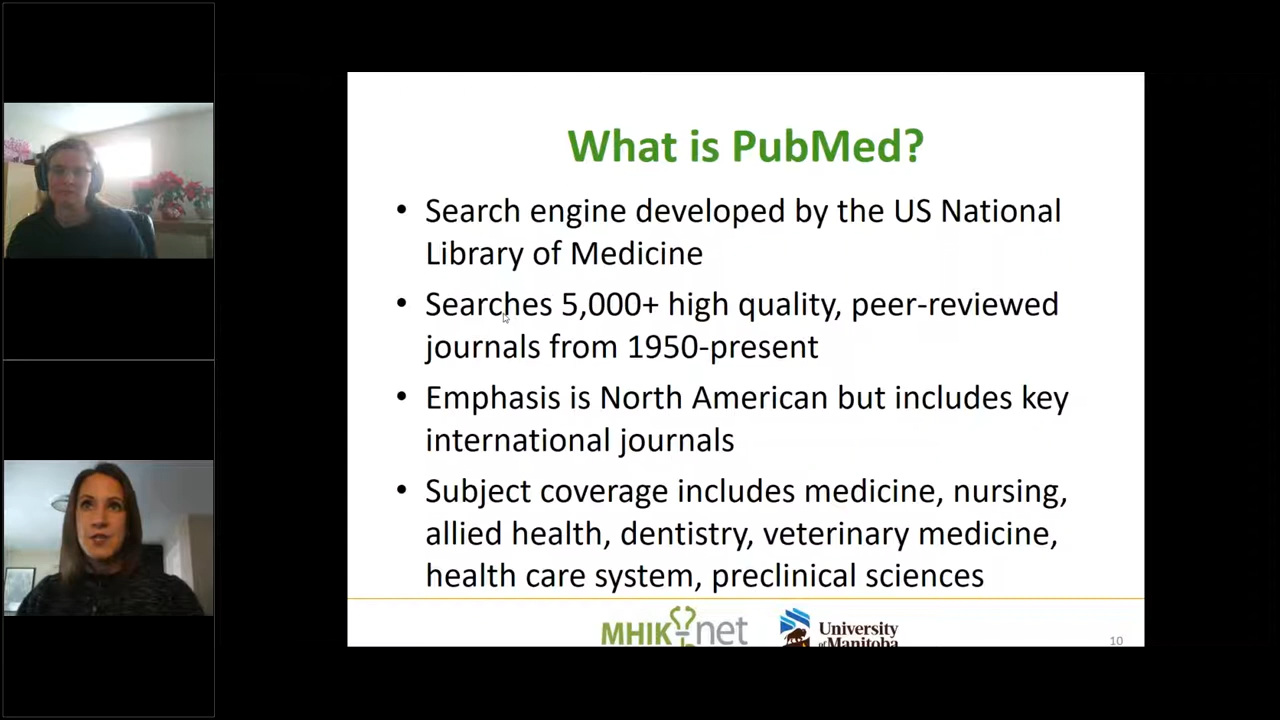 What is PubMed?
• Search engine developed by the US National
Library of Medicine
• Searches 5,000+ high quality, peer-reviewed
journals from 1950-present
• Emphasis is North American but includes key
international journals
• Subject coverage includes medicine, nursing,
allied health, dentistry, veterinary medicine,
health care system, preclinical sciences
MHIKnet
University
of Manitoba
10